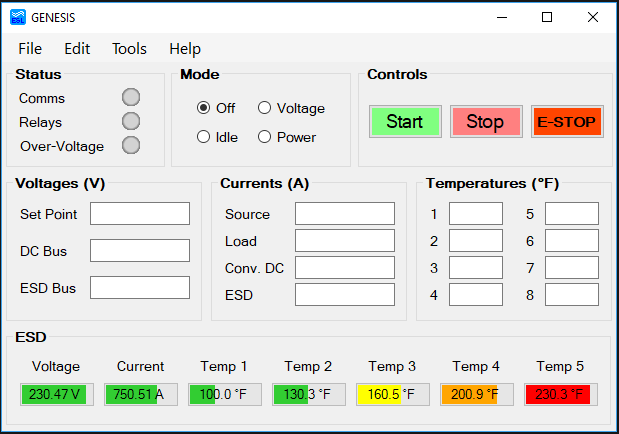 ESL GENESIS
File Edit Tools Help
Status
Comms
Relays
Over-Voltage
Mode
Off Voltage
Idle Power
Controls
Start Stop E-STOP
Voltages (V)
Set Point
DC Bus
ESD Bus
Currents (A)
Source
Load
Conv. DC
ESD
Temperatures (°F)
1 5
2 6
3 7
4 8
ESD
Voltage Current Temp 1 Temp 2 Temp 3 Temp 4 Temp 5
230.47 V 750.51 A 100.0 °F 130.3 °F 160.5 °F 200.9 °F 230.3 °F